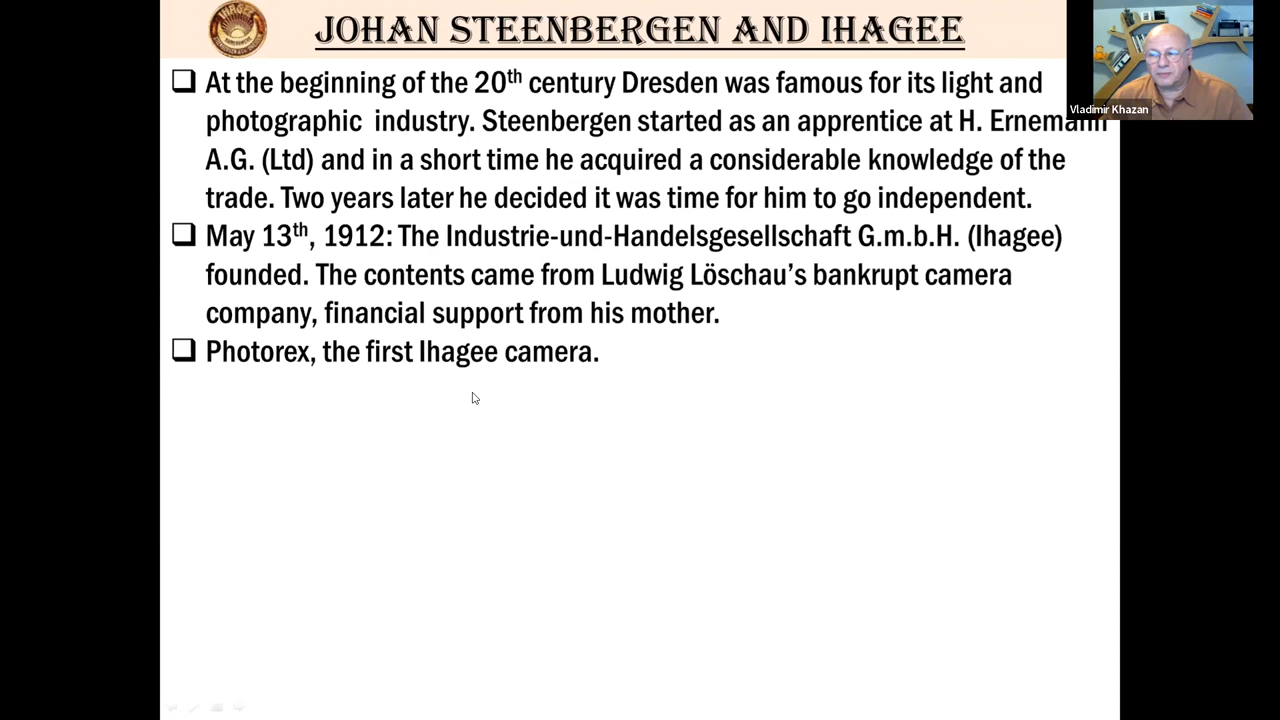 IHAGEE
JOHAN STEENBERGEN AND IHAGEE
Vladimir Khazan
❑ At the beginning of the 20th century Dresden was famous for its light and
photographic  industry. Steenbergen started as an apprentice at H. Ernemann
A.G. (Ltd) and in a short time he acquired a considerable knowledge of the
trade. Two years later he decided it was time for him to go independent.
❑ May 13th, 1912: The Industrie-und-Handelsgesellschaft G.m.b.H. (Ihagee)
founded. The contents came from Ludwig Löschau’s bankrupt camera
company, financial support from his mother.
❑ Photorex, the first Ihagee camera.